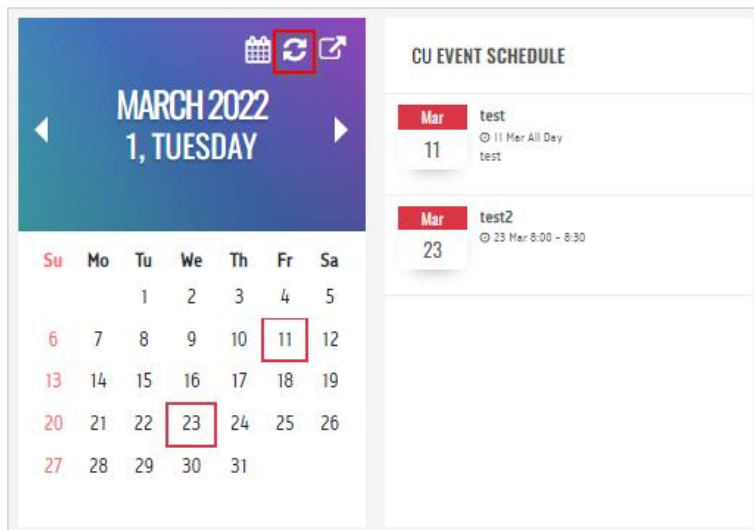 MARCH 2022
1, TUESDAY
Su Mo Tu We Th Fr Sa
1 2 3 4 5
6 7 8 9 10 11 12
13 14 15 16 17 18 19
20 21 22 23 24 25 26
27 28 29 30 31
CU EVENT SCHEDULE
Mar
11
test
11 Mar All Day
test
Mar
23
test2
23 Mar 8:00 - 8:30